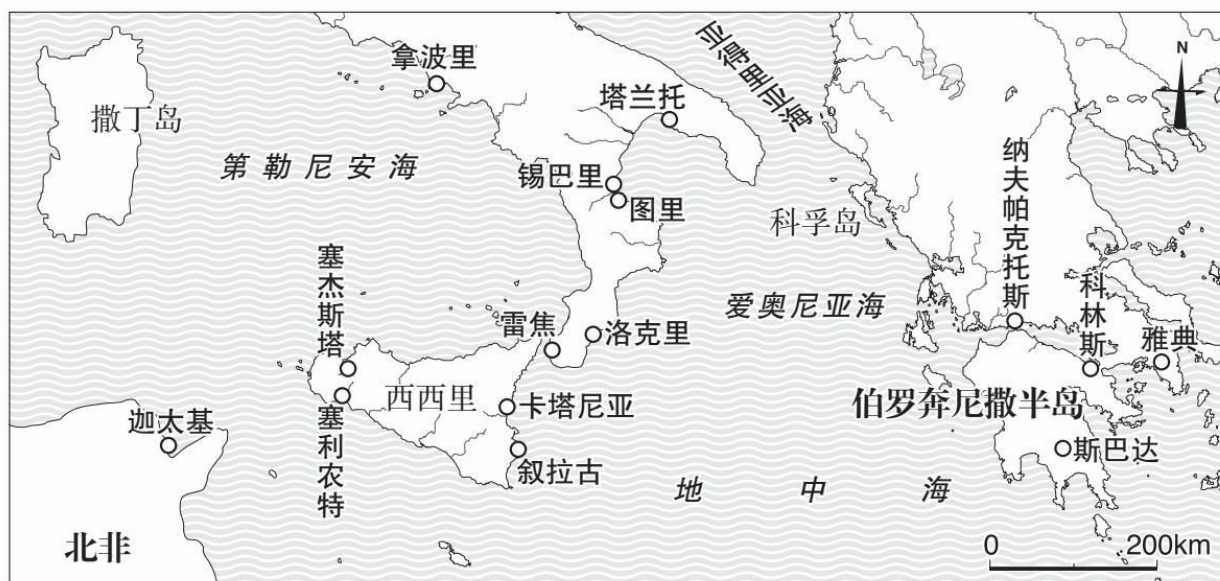 拿波里
亚得里亚海
N
撒丁岛
塔兰托
第勒尼安海
锡巴里
图里
科孚岛
纳夫帕克托斯
塞杰斯塔
爱奥尼亚海
科林斯
雷焦
洛克里
雅典
西西里
卡塔尼亚
伯罗奔尼撒半岛
迦太基
塞利农特
叙拉古
斯巴达
地中海
北非
0 200km